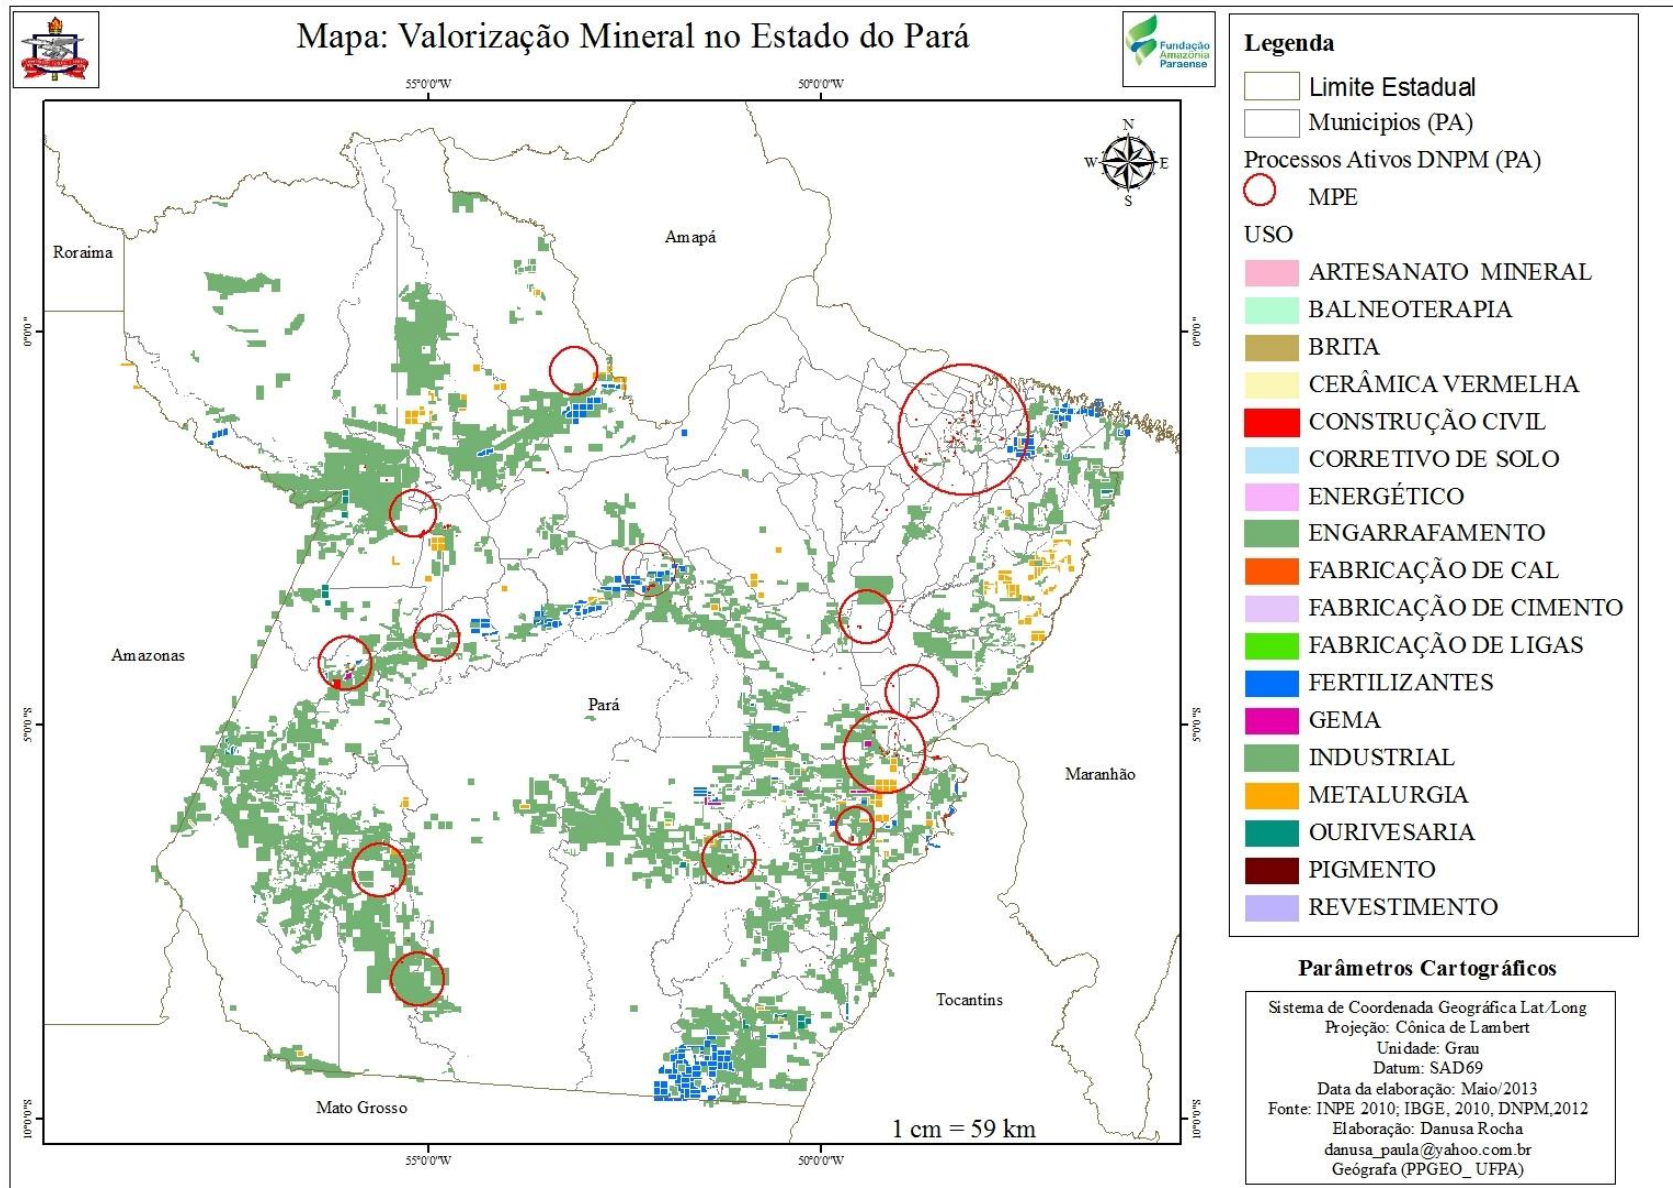 Mapa: Valorização Mineral no Estado do Pará
Fundação
Amazônia
Paraense
55°0'0"W
50°0'0"W
N
W
E
S
Roraima
Amapá
0°0'0"
0°0'0"
Amazonas
Pará
5°0'0"S
5°0'0"S
Maranhão
Tocantins
Mato Grosso
10°0'0"S
10°0'0"S
1 cm = 59 km
55°0'0"W
50°0'0"W
Legenda
Limite Estadual
Municipios (PA)
Processos Ativos DNPM (PA)
MPE
USO
ARTESANATO MINERAL
BALNEOTERAPIA
BRITA
CERÂMICA VERMELHA
CONSTRUÇÃO CIVIL
CORRETIVO DE SOLO
ENERGÉTICO
ENGARRAFAMENTO
FABRICAÇÃO DE CAL
FABRICAÇÃO DE CIMENTO
FABRICAÇÃO DE LIGAS
FERTILIZANTES
GEMA
INDUSTRIAL
METALURGIA
OURIVESARIA
PIGMENTO
REVESTIMENTO
Parâmetros Cartográficos
Sistema de Coordenada Geográfica Lat/Long
Projeção: Cônica de Lambert
Unidade: Grau
Datum: SAD69
Data da elaboração: Maio/2013
Fonte: INPE 2010; IBGE, 2010, DNPM,2012
Elaboração: Danusa Rocha
danusa_paula@yahoo.com.br
Geógrafa (PPGEO_UFPA)